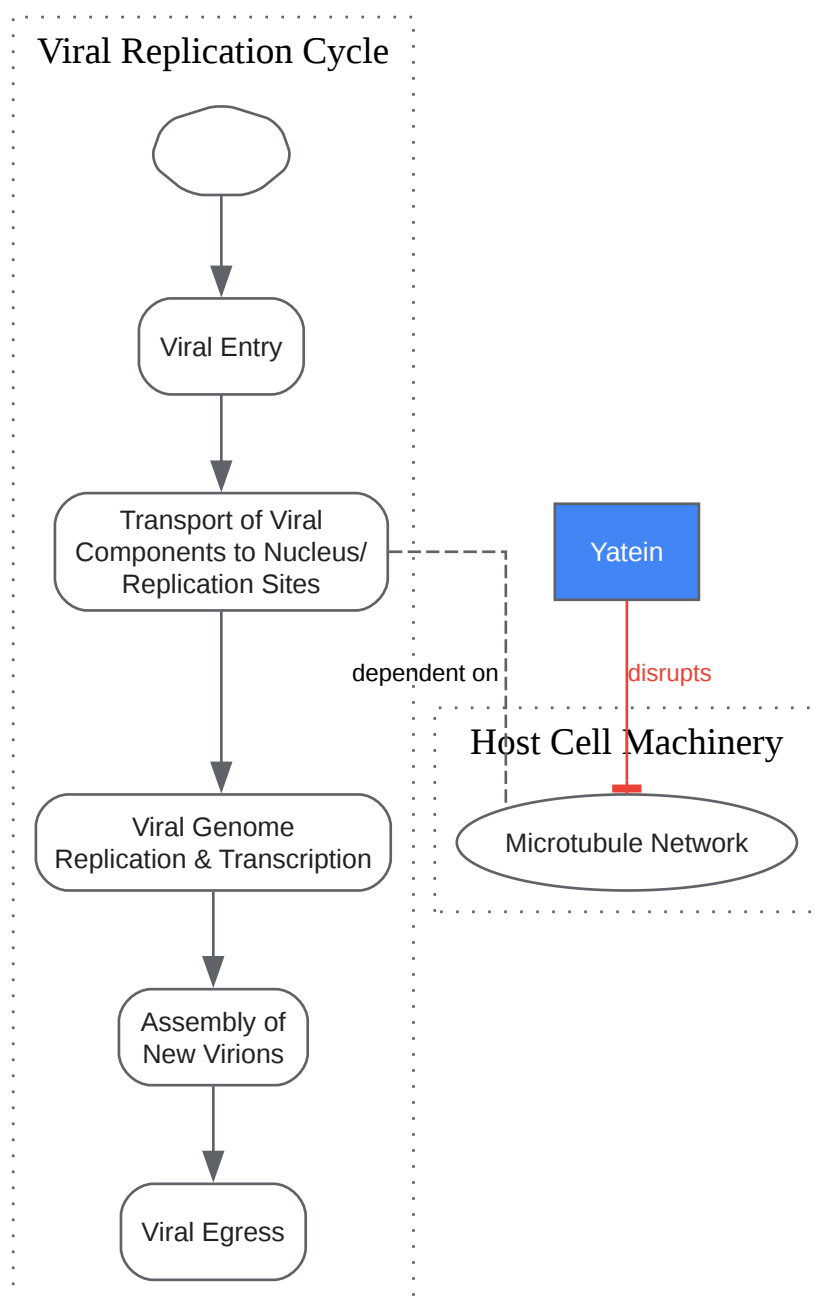 Viral Replication Cycle
Viral Entry
Transport of Viral
Components to Nucleus/
Replication Sites
Yatein
dependent on
disrupts
Host Cell Machinery
Viral Genome
Replication & Transcription
Microtubule Network
Assembly of
New Virions
Viral Egress